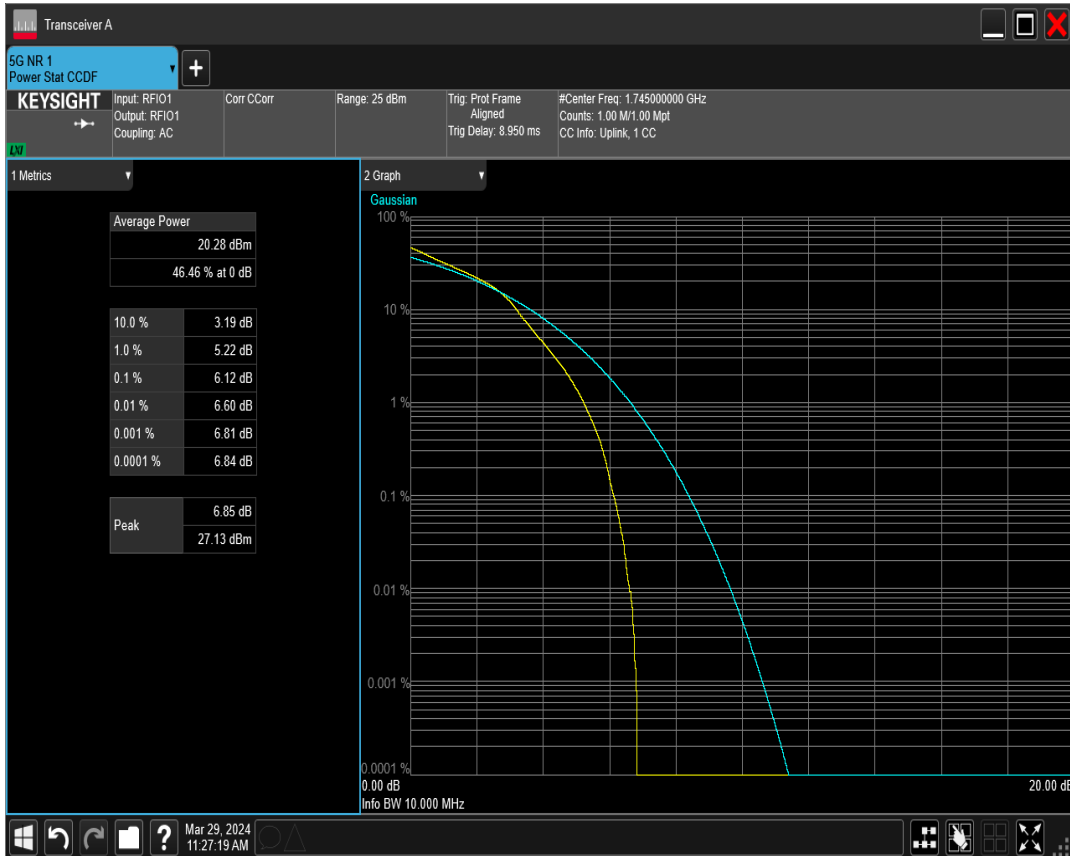 Transceiver A
5G NR 1
Power Stat CCDF
KEYSIGHT
LXI
Input: RFIO1
Output: RFIO1
Coupling: AC
Corr CCorr
Range: 25 dBm
Trig: Prot Frame
Aligned
Trig Delay: 8.950 ms
#Center Freq: 1.745000000 GHz
Counts: 1.00 M/1.00 Mpt
CC Info: Uplink, 1 CC
1 Metrics
Average Power
20.28 dBm
46.46 % at 0 dB
10.0 % 3.19 dB
1.0 % 5.22 dB
0.1 % 6.12 dB
0.01 % 6.60 dB
0.001 % 6.81 dB
0.0001 % 6.84 dB
Peak
6.85 dB
27.13 dBm
2 Graph
Gaussian
100 %
10 %
1 %
0.1 %
0.01 %
0.001 %
0.0001 %
0.00 dB 20.00 dB
Info BW 10.000 MHz
?
Mar 29, 2024
11:27:19 AM